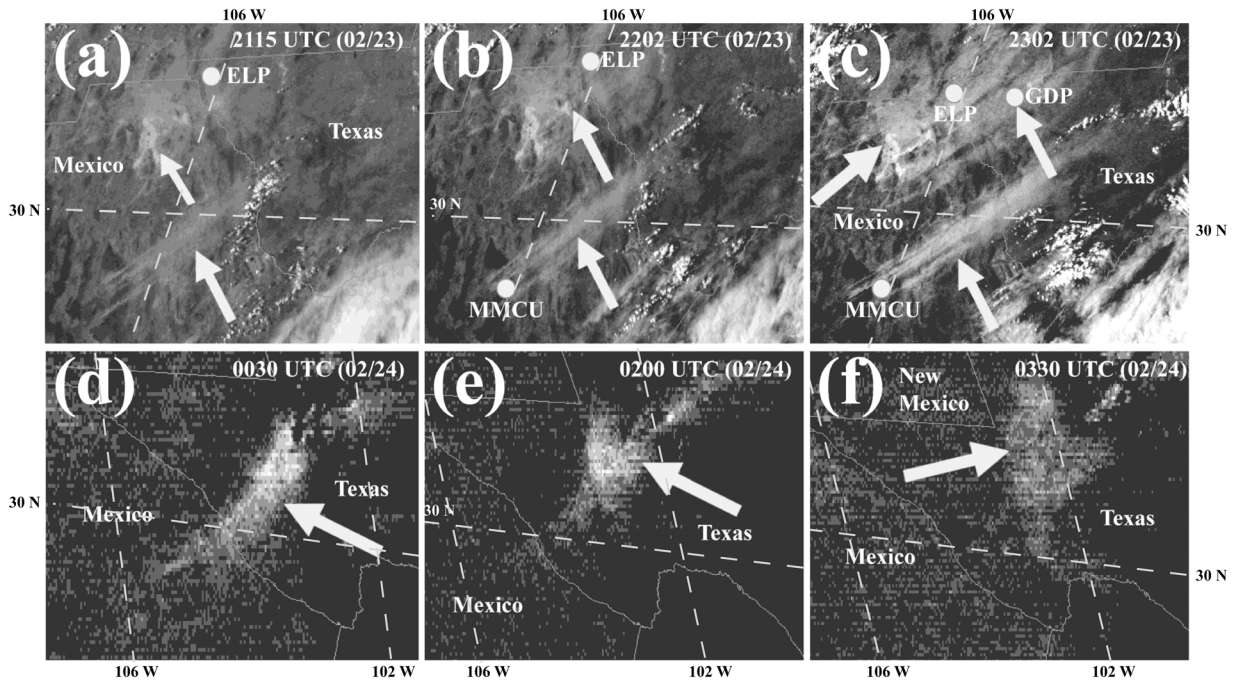 106 W
106 W
106 W
(a)
2115 UTC (02/23)
ELP
Texas
Mexico
30 N
(b)
2202 UTC (02/23)
ELP
30 N
MMCU
(c)
2302 UTC (02/23)
ELP
GDP
Texas
Mexico
MMCU
30 N
(d)
0030 UTC (02/24)
Texas
Mexico
30 N
106 W
102 W
(e)
0200 UTC (02/24)
30 N
Texas
Mexico
106 W
102 W
(f)
0330 UTC (02/24)
New
Mexico
Texas
Mexico
30 N
106 W
102 W